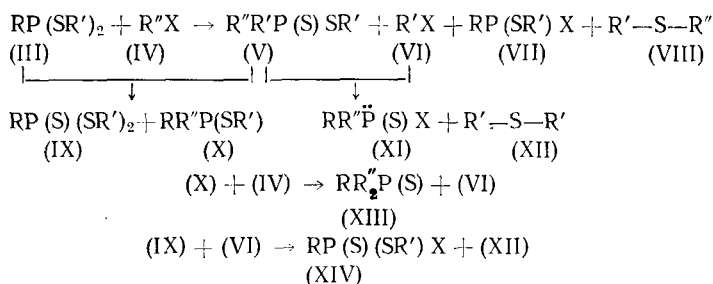 RP (SR′)₂ + R″X → R″R′P (S) SR′ + R′X + RP (SR′) X + R′—S—R″
(III) (IV) (V) (VI) (VII) (VIII)
↓ ↓
RP (S) (SR′)₂ + RR″P(SR′) RR″P̈ (S) X + R′—S—R′
(IX) (X) (XI) (XII)
(X) + (IV) → RR″₂P (S) + (VI)
(XIII)
(IX) + (VI) → RP (S) (SR′) X + (XII)
(XIV)